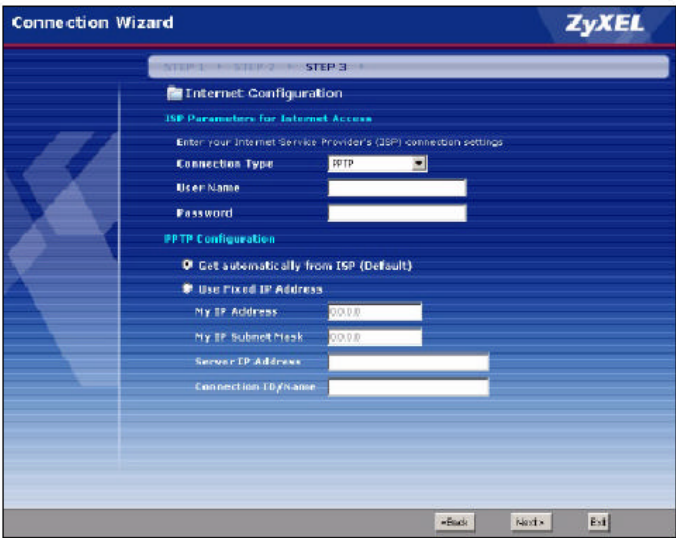 Connection Wizard
ZyXEL
STEP 1 STEP 2 STEP 3
Internet Configuration
ISP Parameters for Internet Access
Enter your Internet Service Provider's (ISP) connection settings
Connection Type PPTP
User Name
Password
PPTP Configuration
Get automatically from ISP (Default)
Use Fixed IP Address
My IP Address 0.0.0.0
My IP Subnet Mask 0.0.0.0
Server IP Address
Connection ID/Name
<Back Next > Exit